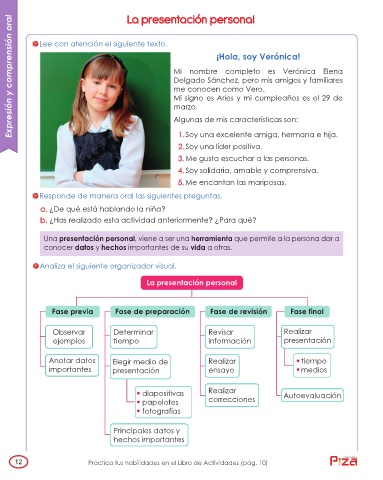 La presentación personal
Expresión y comprensión oral
Lee con atención el siguiente texto.
¡Hola, soy Verónica!
Mi nombre completo es Verónica Elena
Delgado Sánchez, pero mis amigos y familiares
me conocen como Vero.
Mi signo es Aries y mi cumpleaños es el 29 de
marzo.
Algunas de mis características son:
1. Soy una excelente amiga, hermana e hija.
2. Soy una líder positiva.
3. Me gusta escuchar a las personas.
4. Soy solidaria, amable y comprensiva.
5. Me encantan las mariposas.
Responde de manera oral las siguientes preguntas.
a. ¿De qué está hablando la niña?
b. ¿Has realizado esta actividad anteriormente? ¿Para qué?
Una presentación personal, viene a ser una herramienta que permite a la persona dar a
conocer datos y hechos importantes de su vida a otras.
Analiza el siguiente organizador visual.
La presentación personal
Fase previa
Observar
ejemplos
Anotar datos
importantes
Fase de preparación
Determinar
tiempo
Elegir medio de
presentación
• diapositivas
• papelotes
• fotografías
Principales datos y
hechos importantes
Fase de revisión
Revisar
información
Realizar
ensayo
Realizar
correcciones
Fase final
Realizar
presentación
• tiempo
• medios
Autoevaluación
12
Practica tus habilidades en el Libro de Actividades (pág. 10)